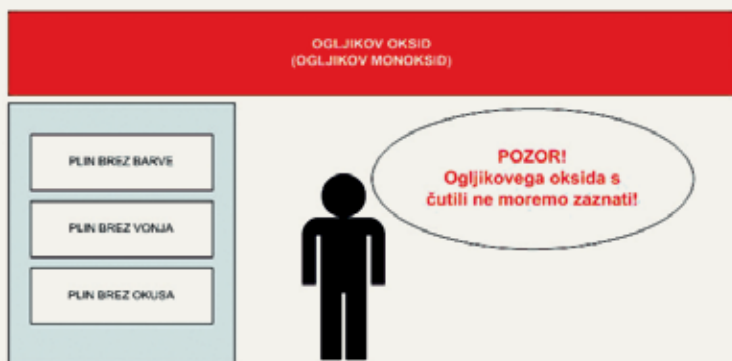 OGLJIKOV OKSID
(OGLJIKOV MONOKSID)
PLIN BREZ BARVE
PLIN BREZ VONJA
PLIN BREZ OKUSA
POZOR!
Ogljikovega oksida s
čutili ne moremo zaznati!